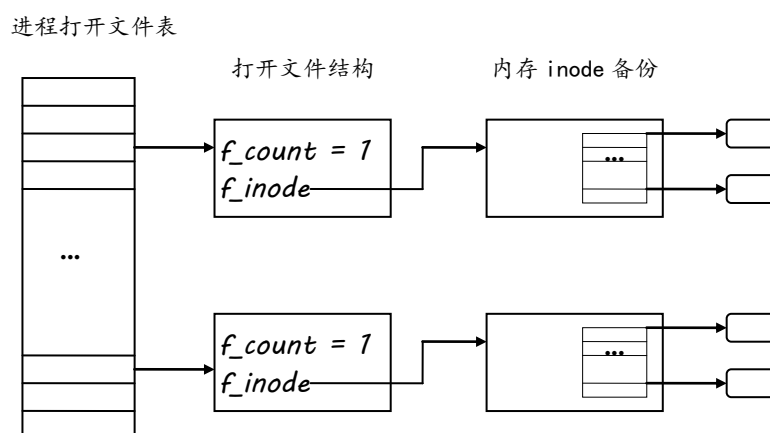 进程打开文件表
打开文件结构
内存 inode 备份
f_count = 1
f_inode
...
...
f_count = 1
f_inode
...